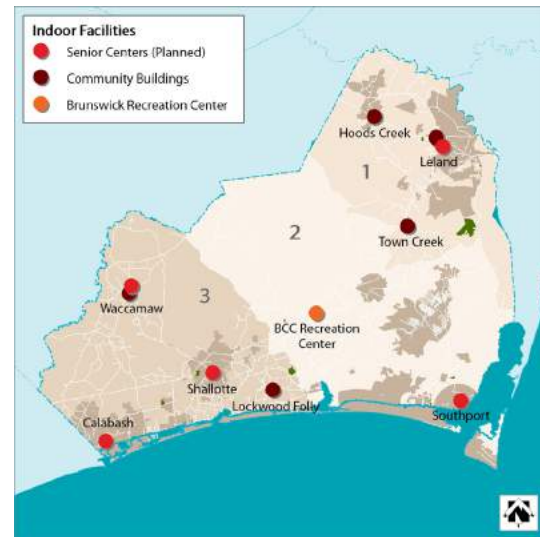 Indoor Facilities
Senior Centers (Planned)
Community Buildings
Brunswick Recreation Center
Hoods Creek
Leland
1
2
Town Creek
3
Waccamaw
BCC Recreation
Center
Shallotte
Lockwood Folly
Southport
Calabash